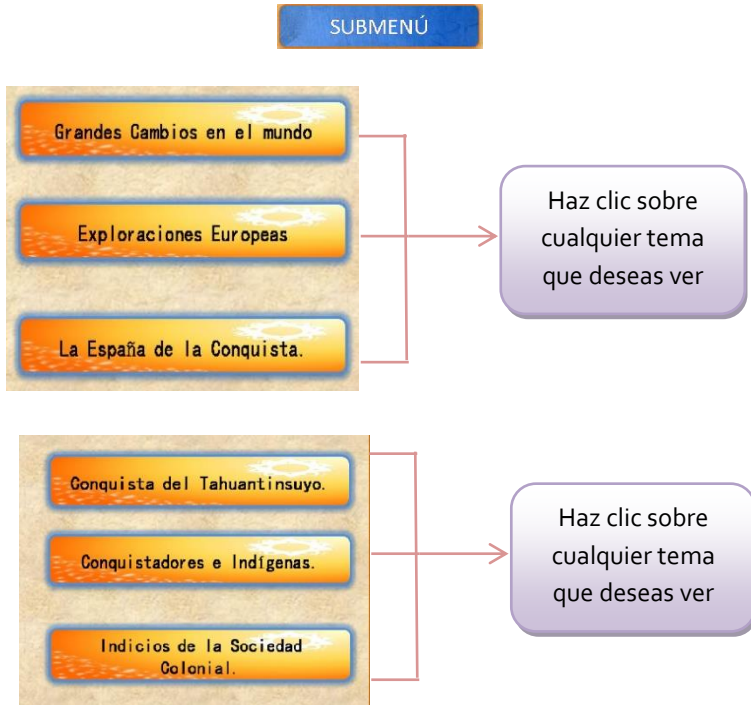 SUBMENÚ
Grandes Cambios en el mundo
Exploraciones Europeas
La España de la Conquista.
Haz clic sobre
cualquier tema
que deseas ver
Conquista del Tahuantinsuyo.
Conquistadores e Indígenas.
Indicios de la Sociedad
Colonial.
Haz clic sobre
cualquier tema
que deseas ver